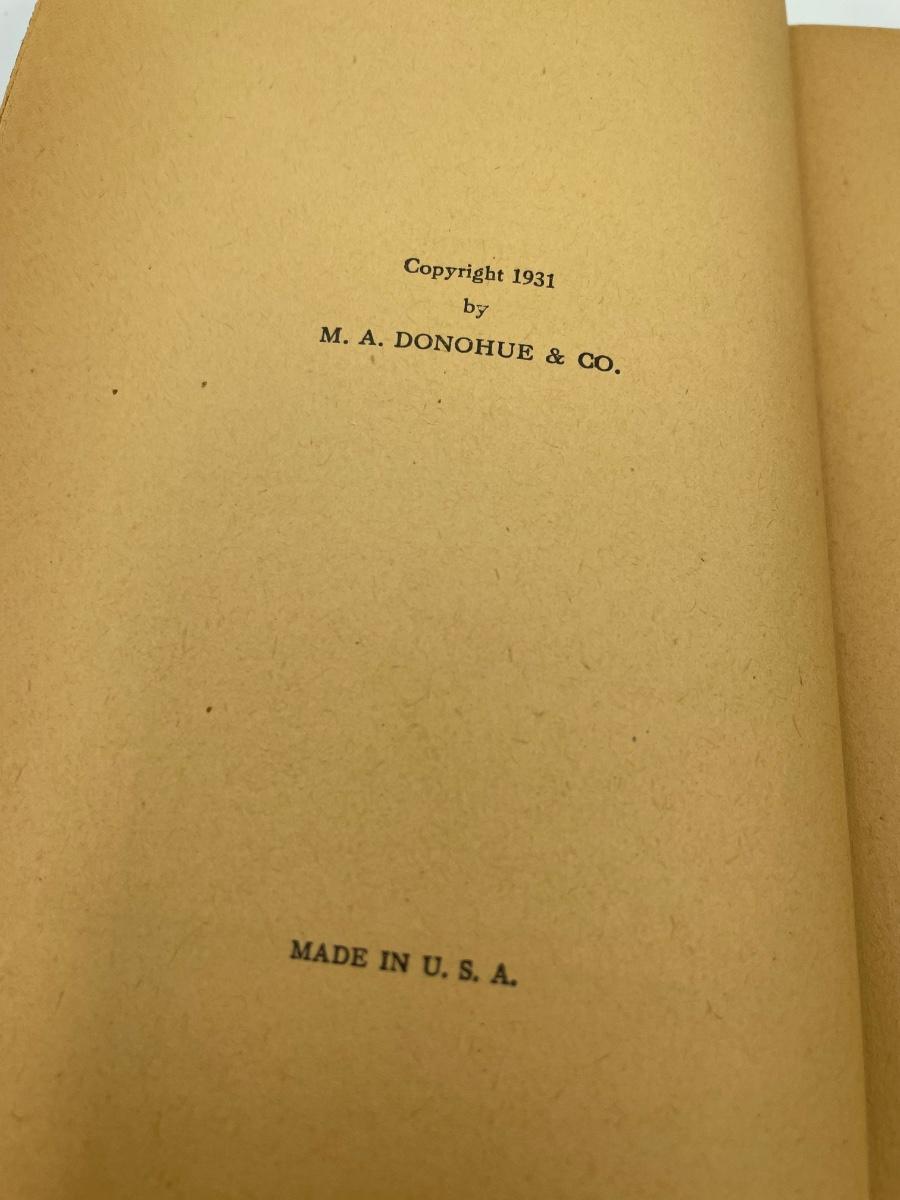 Copyright 1931
by
M. A. DONOHUE & CO.
MADE IN U. S. A.